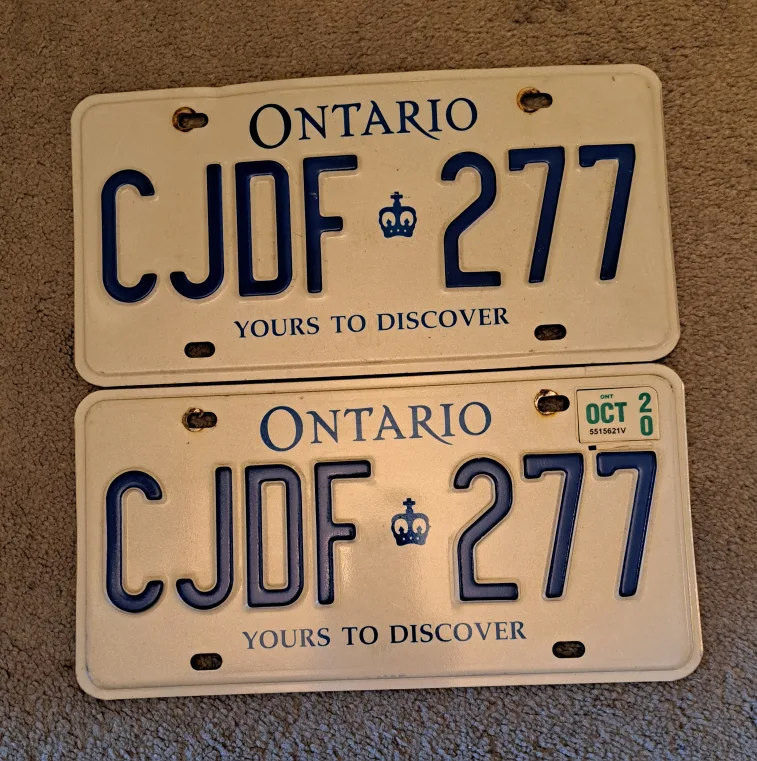 ONTARIO
CJDF 277
YOURS TO DISCOVER
ONTARIO
ONT
OCT 20
5515621V
CJDF 277
YOURS TO DISCOVER